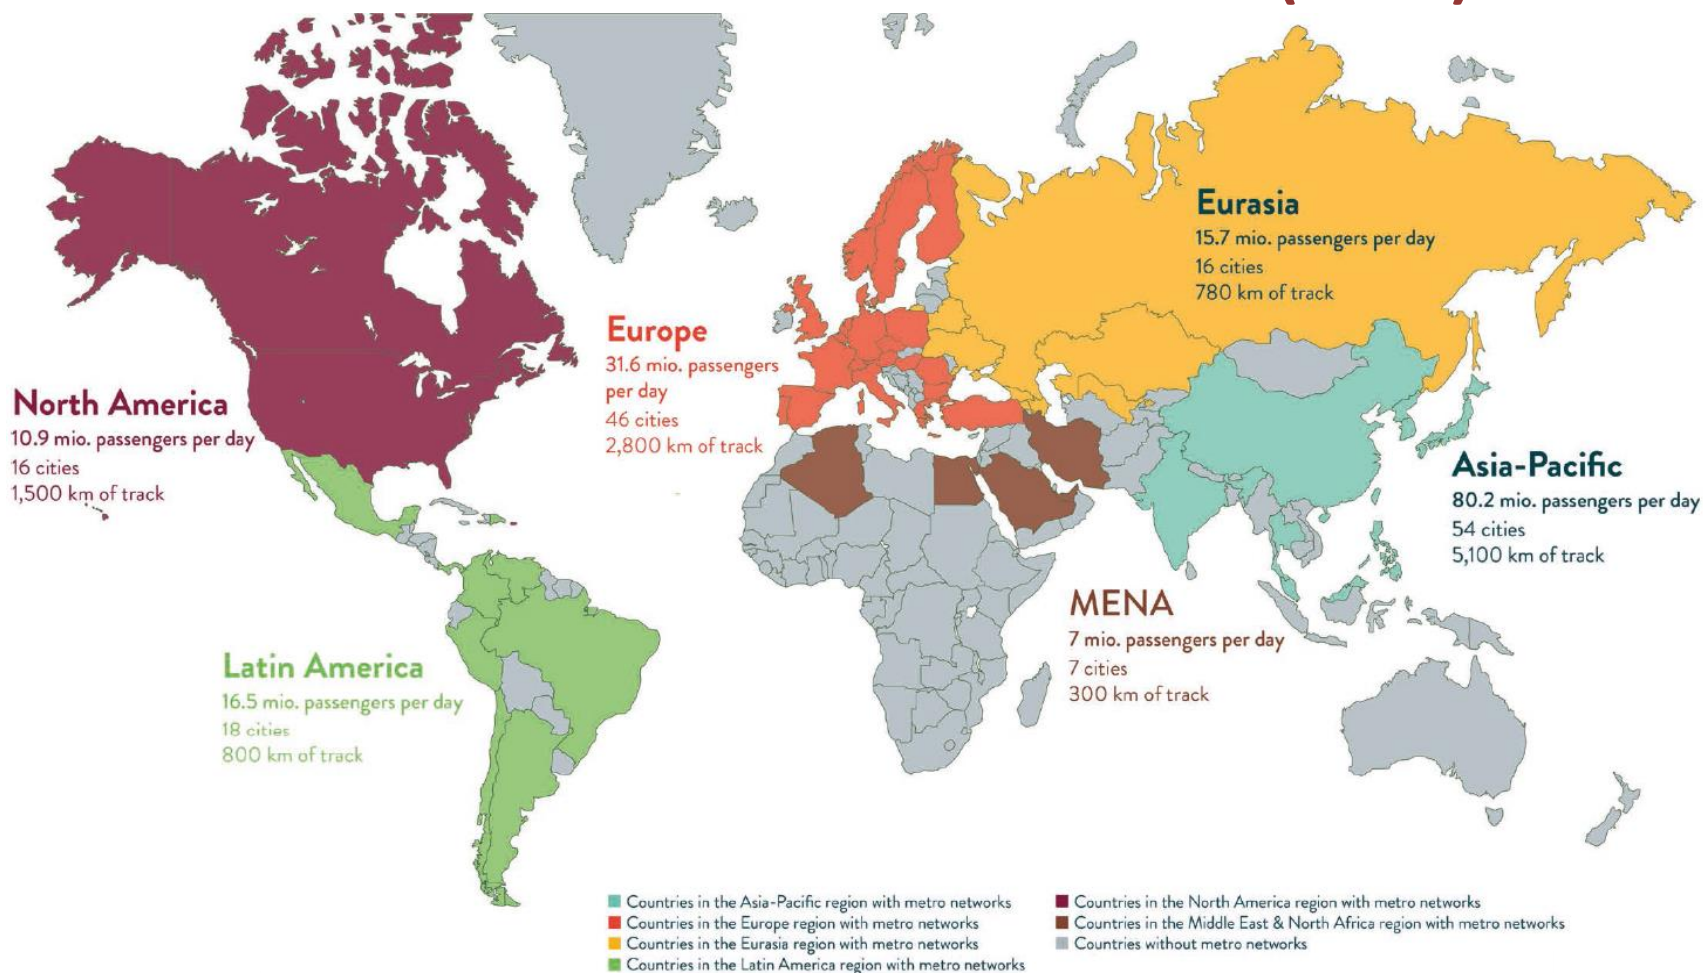 North America
10.9 mio. passengers per day
16 cities
1,500 km of track
Latin America
16.5 mio. passengers per day
18 cities
800 km of track
Europe
31.6 mio. passengers
per day
46 cities
2,800 km of track
Eurasia
15.7 mio. passengers per day
16 cities
780 km of track
Asia-Pacific
80.2 mio. passengers per day
54 cities
5,100 km of track
MENA
7 mio. passengers per day
7 cities
300 km of track
Countries in the Asia-Pacific region with metro networks
Countries in the Europe region with metro networks
Countries in the Eurasia region with metro networks
Countries in the Latin America region with metro networks
Countries in the North America region with metro networks
Countries in the Middle East & North Africa region with metro networks
Countries without metro networks